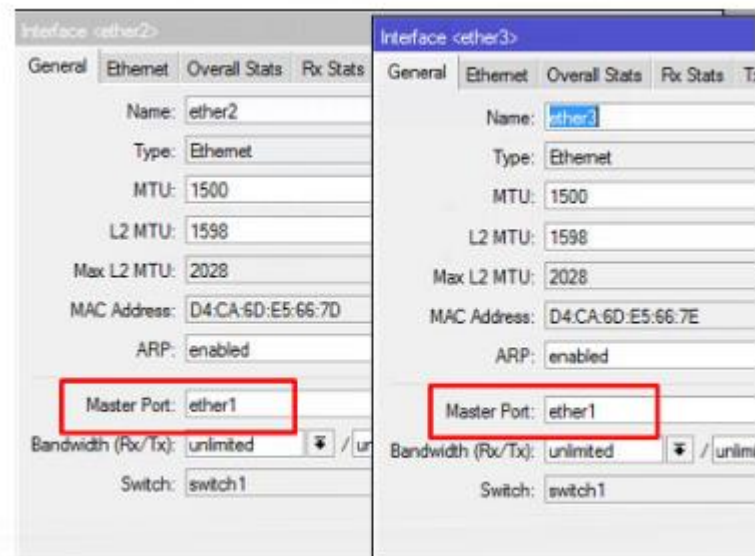 Interface <ether2>
General Ethernet Overall Stats Rx Stats
Name: ether2
Type: Ethernet
MTU: 1500
L2 MTU: 1598
Max L2 MTU: 2028
MAC Address: D4:CA:6D:E5:66:7D
ARP: enabled
Master Port: ether1
Bandwidth (Rx/Tx): unlimited / ur
Switch: switch1
Interface <ether3>
General Ethernet Overall Stats Rx Stats
Name: ether3
Type: Ethernet
MTU: 1500
L2 MTU: 1598
Max L2 MTU: 2028
MAC Address: D4:CA:6D:E5:66:7E
ARP: enabled
Master Port: ether1
Bandwidth (Rx/Tx): unlimited / unlimi
Switch: switch1